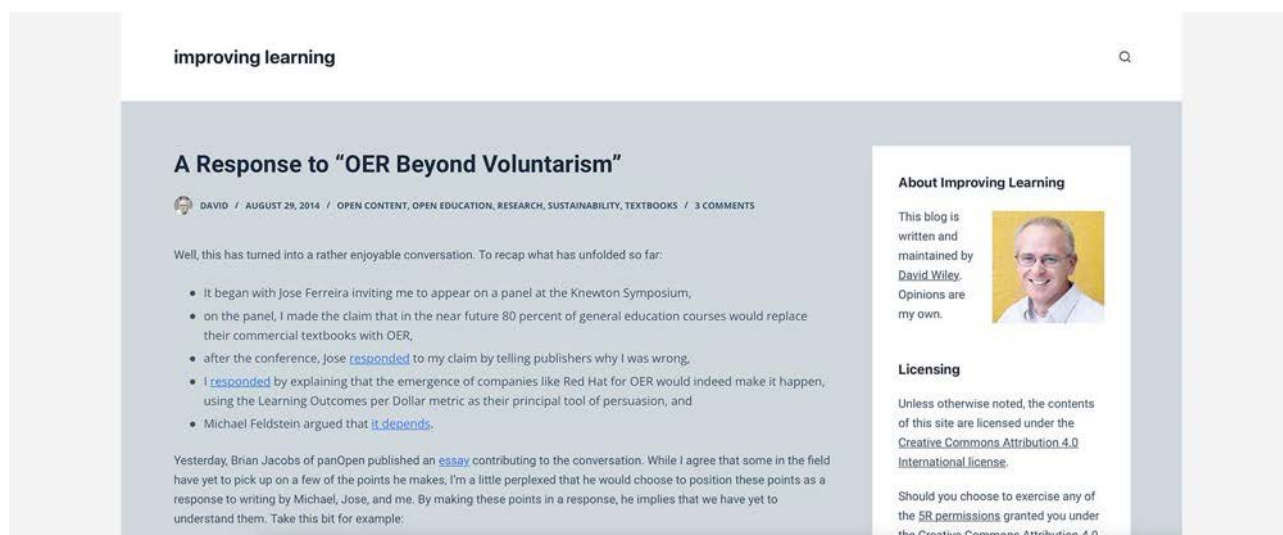 improving learning
A Response to “OER Beyond Voluntarism”
DAVID / AUGUST 29, 2014 / OPEN CONTENT, OPEN EDUCATION, RESEARCH, SUSTAINABILITY, TEXTBOOKS / 3 COMMENTS
Well, this has turned into a rather enjoyable conversation. To recap what has unfolded so far:
• It began with Jose Ferreira inviting me to appear on a panel at the Knewton Symposium,
• on the panel, I made the claim that in the near future 80 percent of general education courses would replace
their commercial textbooks with OER,
• after the conference, Jose responded to my claim by telling publishers why I was wrong,
• I responded by explaining that the emergence of companies like Red Hat for OER would indeed make it happen,
using the Learning Outcomes per Dollar metric as their principal tool of persuasion, and
• Michael Feldstein argued that it depends.
Yesterday, Brian Jacobs of panOpen published an essay contributing to the conversation. While I agree that some in the field
have yet to pick up on a few of the points he makes, I'm a little perplexed that he would choose to position these points as a
response to writing by Michael, Jose, and me. By making these points in a response, he implies that we have yet to
understand them. Take this bit for example:
About Improving Learning
This blog is
written and
maintained by
David Wiley.
Opinions are
my own.
Licensing
Unless otherwise noted, the contents
of this site are licensed under the
Creative Commons Attribution 4.0
International license.
Should you choose to exercise any of
the 5R permissions granted you under
the Creative Commons Attribution 4.0